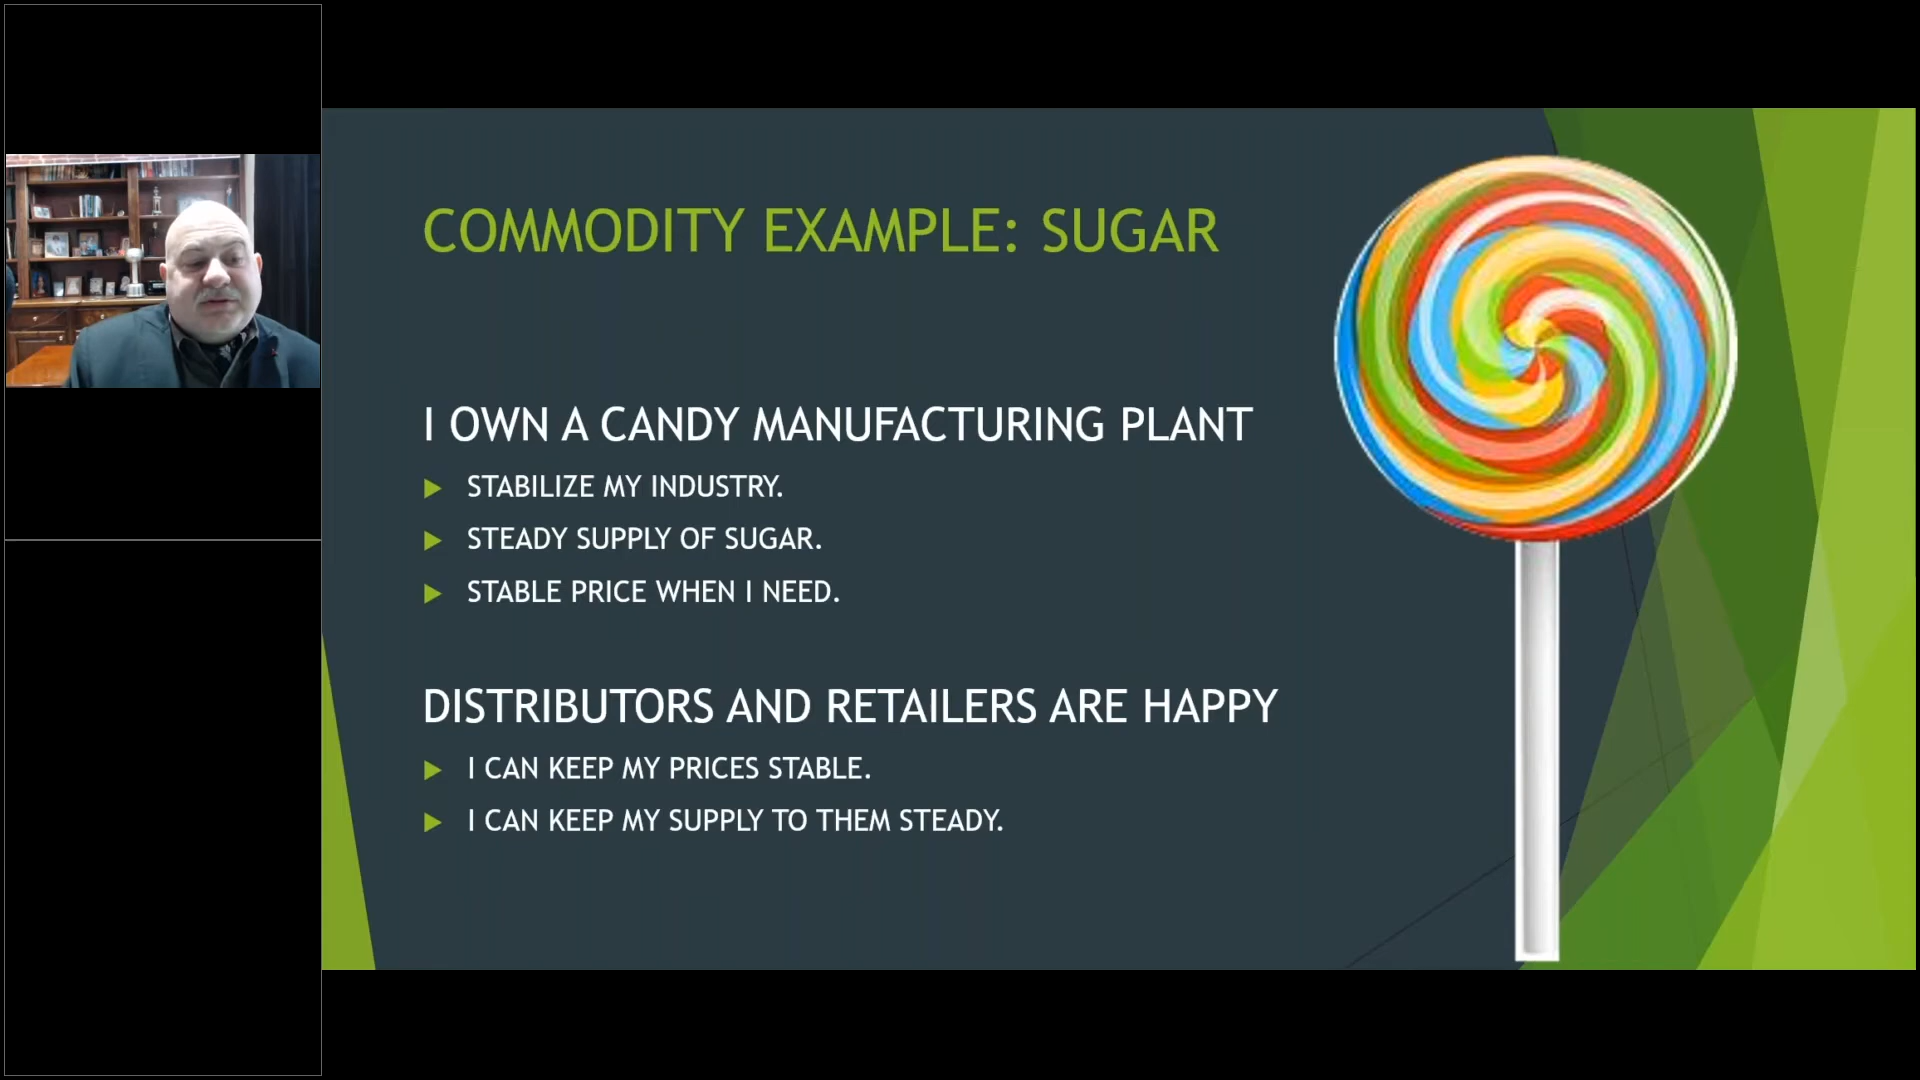 COMMODITY EXAMPLE: SUGAR
I OWN A CANDY MANUFACTURING PLANT
STABILIZE MY INDUSTRY.
STEADY SUPPLY OF SUGAR.
STABLE PRICE WHEN I NEED.
DISTRIBUTORS AND RETAILERS ARE HAPPY
I CAN KEEP MY PRICES STABLE.
I CAN KEEP MY SUPPLY TO THEM STEADY.